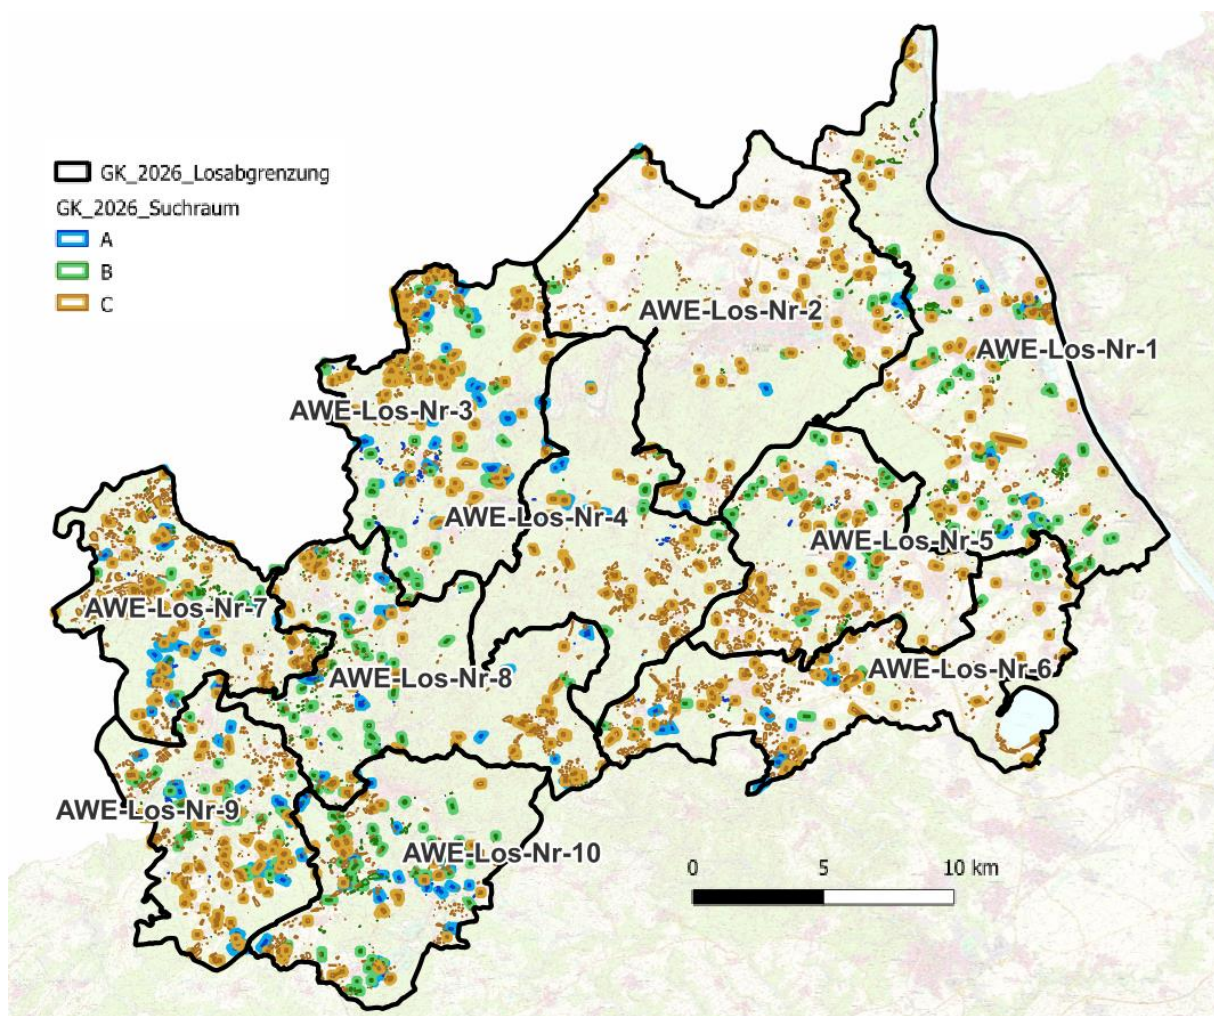 GK_2026_Losabgrenzung
GK_2026_Suchraum
A
B
C
AWE-Los-Nr-2
AWE-Los-Nr-1
AWE-Los-Nr-3
AWE-Los-Nr-4
AWE-Los-Nr-5
AWE-Los-Nr-7
AWE-Los-Nr-8
AWE-Los-Nr-6
AWE-Los-Nr-9
AWE-Los-Nr-10
0 5 10 km